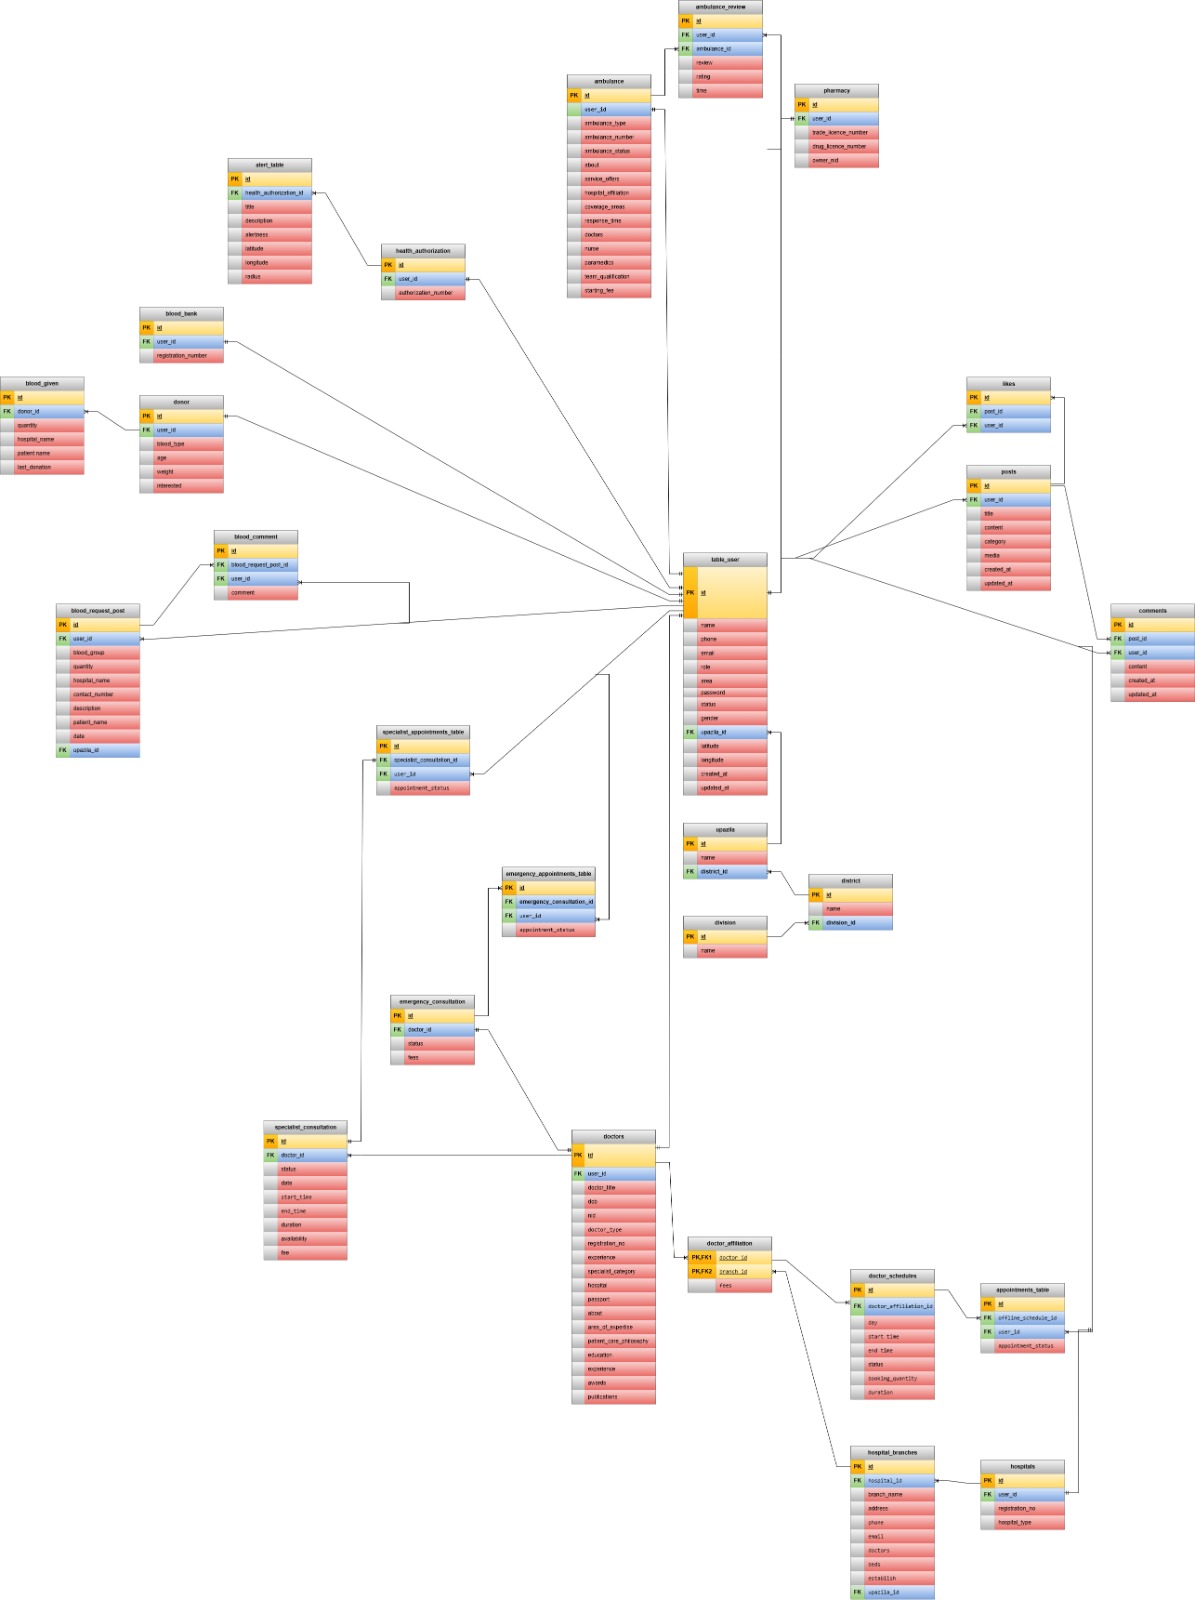 ambulance_review
PK id
FK user_id
FK ambulance_id
review
rating
time
ambulance
PK id
user_id
ambulance_type
ambulance_number
ambulance_status
about
service_offers
hospital_affiliation
coverage_areas
response_time
doctors
nurse
paramedics
team_qualification
starting_fee
pharmacy
PK id
FK user_id
trade_licence_number
drug_licence_number
owner_nid
alert_table
PK id
FK health_authorization_id
title
description
alertness
latitude
longitude
radius
health_authorization
PK id
FK user_id
authorization_number
blood_bank
PK id
FK user_id
registration_number
blood_given
PK id
FK donor_id
quantity
hospital_name
patient name
last_donation
donor
PK id
FK user_id
blood_type
age
weight
interested
likes
PK id
FK post_id
FK user_id
posts
PK id
FK user_id
title
content
category
media
created_at
updated_at
blood_comment
PK id
FK blood_request_post_id
FK user_id
comment
table_user
PK id
name
phone
email
role
area
password
status
gender
FK upazila_id
latitude
longitude
created_at
updated_at
blood_request_post
PK id
FK user_id
blood_group
quantity
hospital_name
contact_number
description
patient_name
date
FK upazila_id
comments
PK id
FK post_id
FK user_id
content
created_at
updated_at
specialist_appointments_table
PK id
FK specialist_consultation_id
FK user_id
appointment_status
upazila
PK id
name
FK district_id
emergency_appointments_table
PK id
FK emergency_consultation_id
FK user_id
appointment_status
district
PK id
name
FK division_id
division
PK id
name
emergency_consultation
PK id
FK doctor_id
status
fees
specialist_consultation
PK id
FK doctor_id
status
date
start_time
end_time
duration
availability
fee
doctors
PK id
FK user_id
doctor_title
dob
nid
doctor_type
registration_no
experience
specialist_category
hospital
passport
about
area_of_expertise
patient_care_philosophy
education
experience
awards
publications
doctor_affiliation
PK,FK1 doctor_id
PK,FK2 branch_id
fees
doctor_schedules
PK id
FK doctor_affiliation_id
day
start time
end time
status
booking_quantity
duration
appointments_table
PK id
FK offline_schedule_id
FK user_id
appointment_status
hospital_branches
PK id
FK hospital_id
branch_name
address
phone
email
doctors
beds
establish
FK upazila_id
hospitals
PK id
FK user_id
registration_no
hospital_type